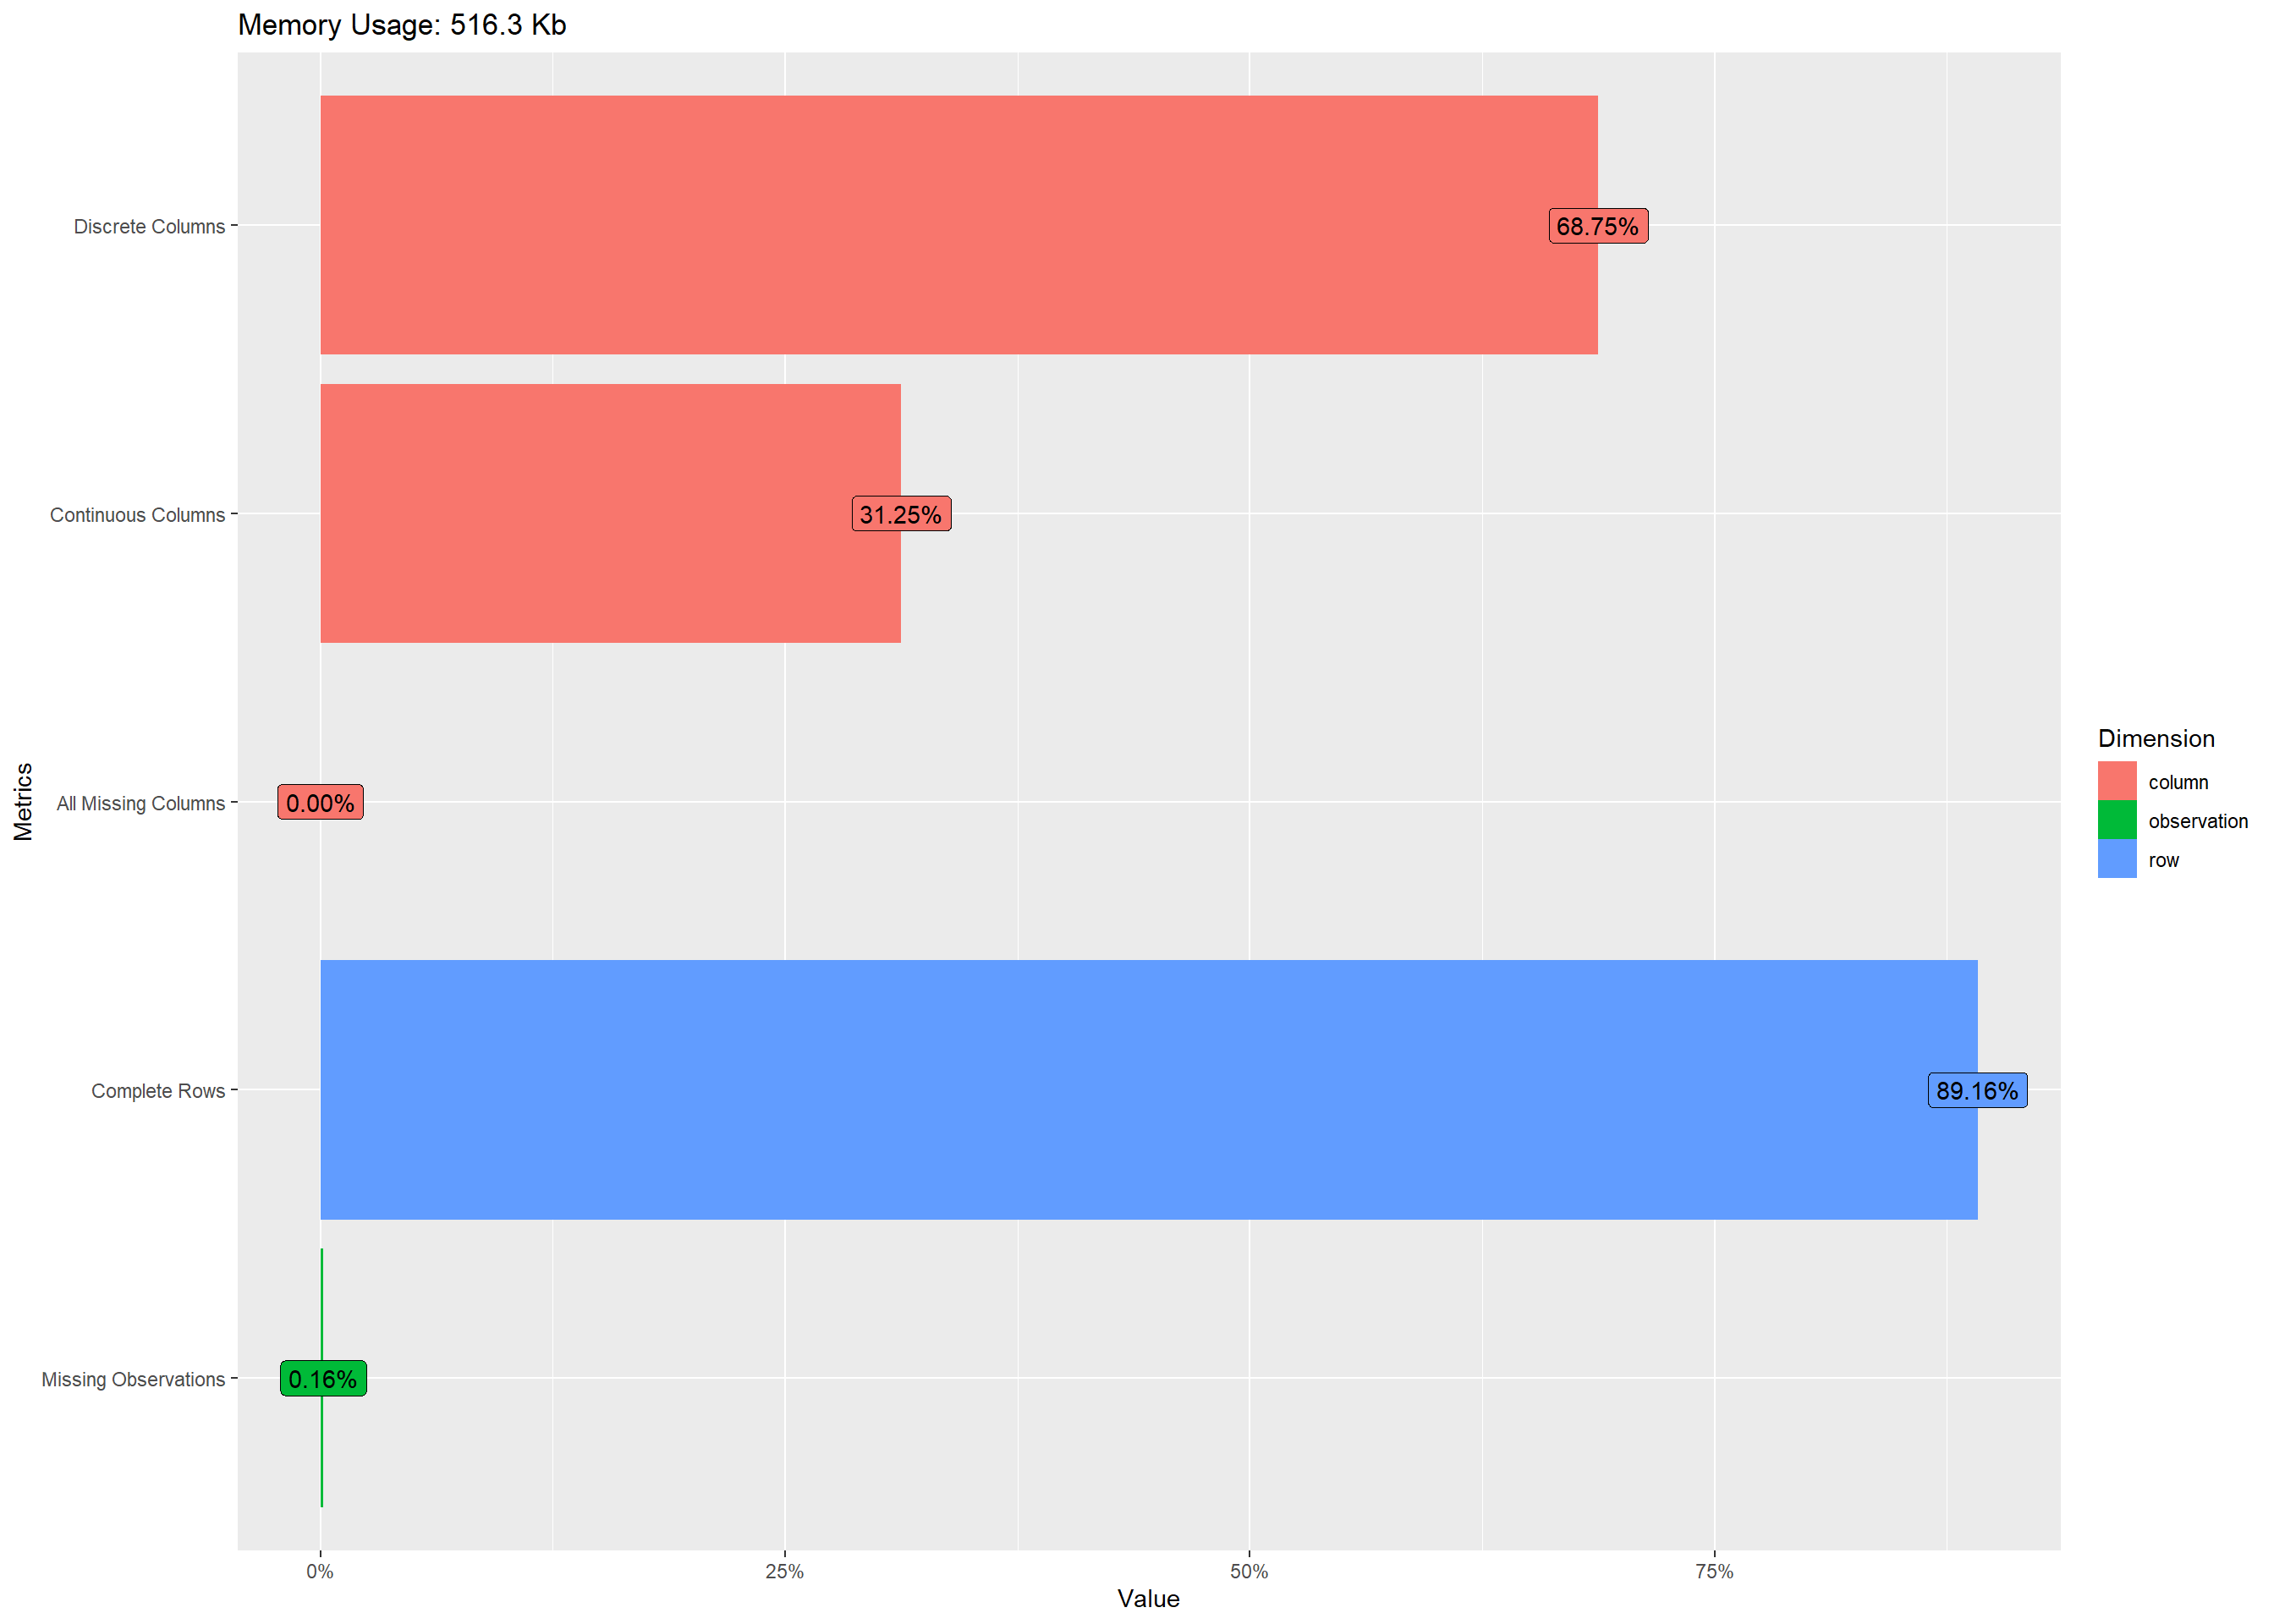 Memory Usage: 516.3 Kb
Discrete Columns
68.75%
Continuous Columns
31.25%
All Missing Columns
0.00%
Complete Rows
89.16%
Missing Observations
0.16%
Metrics
0%
25%
50%
75%
Value
Dimension
column
observation
row